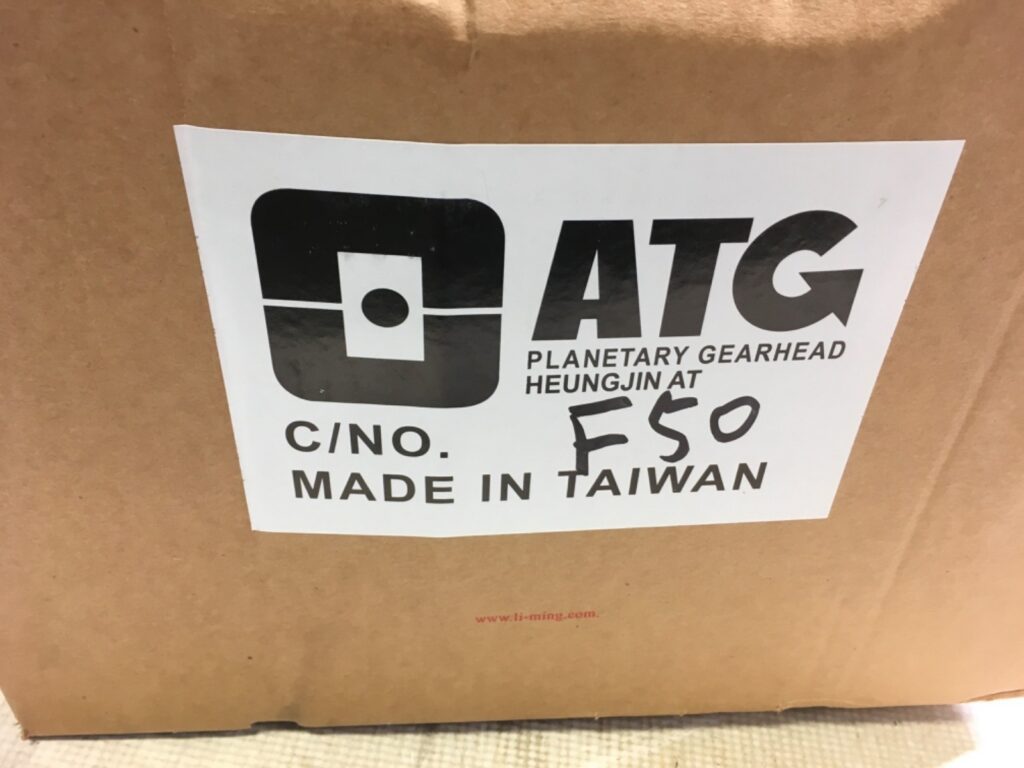 ATG
PLANETARY GEARHEAD
HEUNGJIN AT
C/NO. F50
MADE IN TAIWAN
www.li-ming.com.